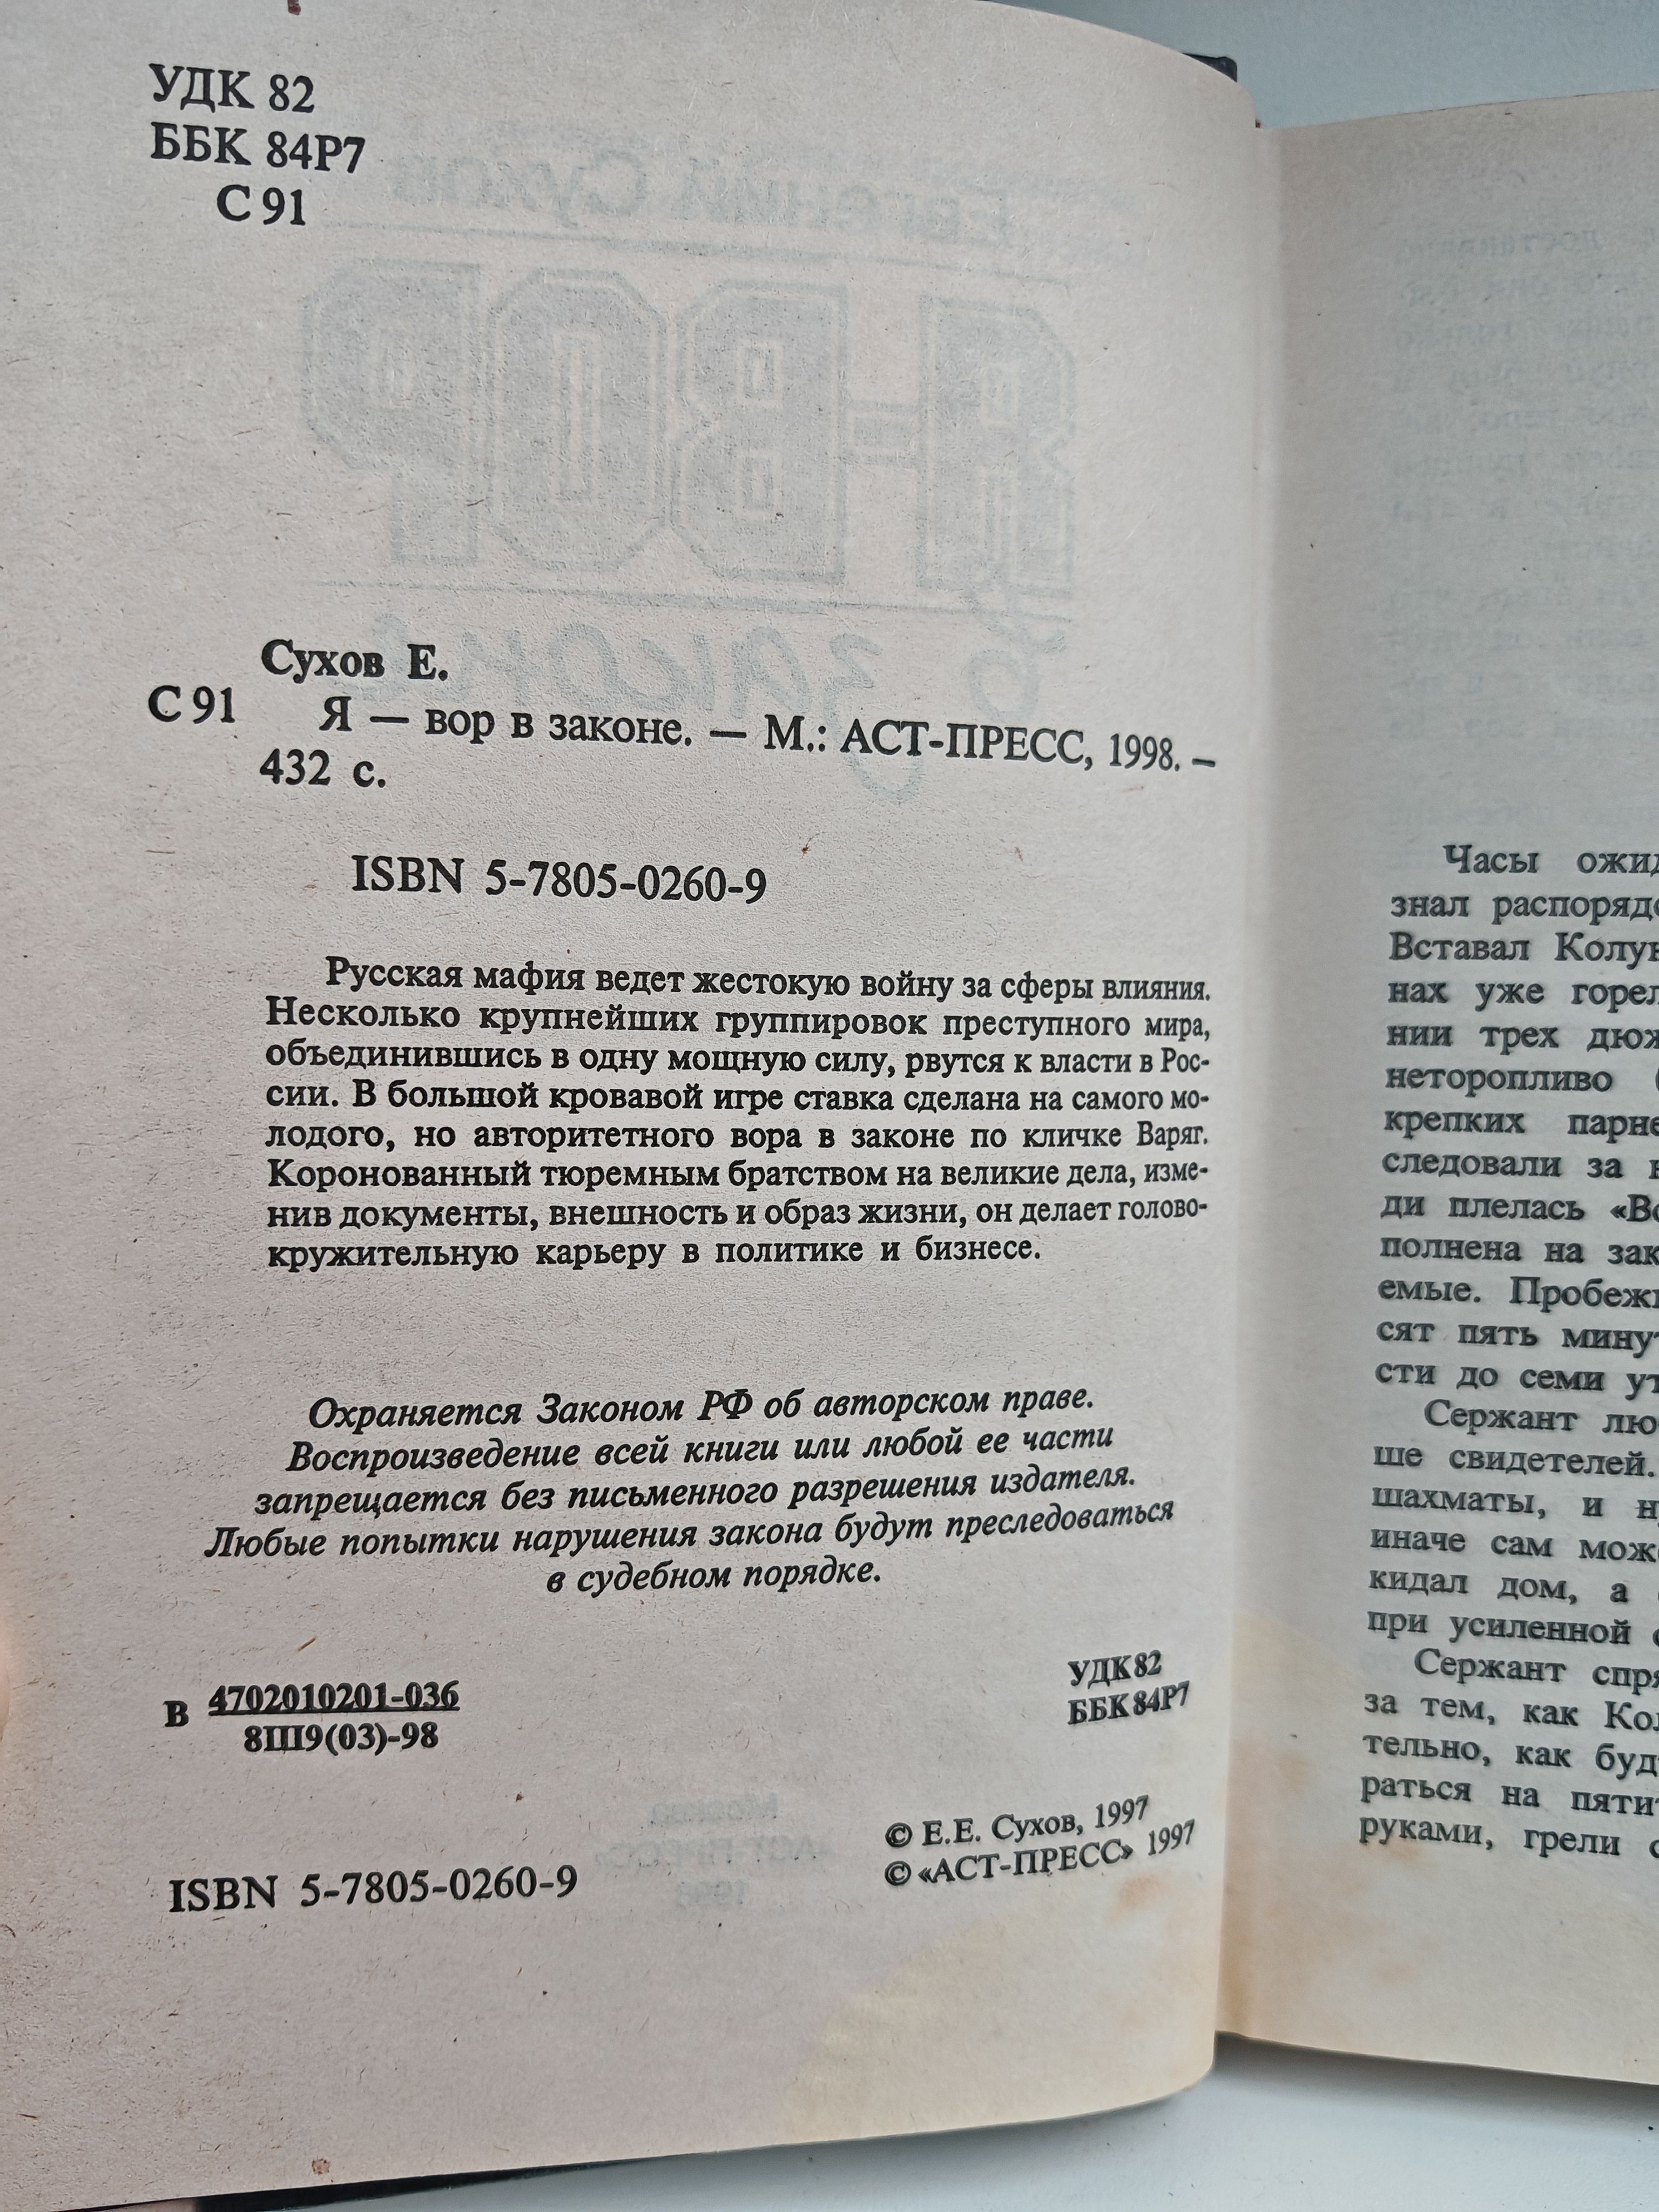 УДК 82
ББК 84Р7
С 91
Сухов Е.
С 91 Я — вор в законе. — М.: АСТ-ПРЕСС, 1998. –
432 с.
ISBN 5-7805-0260-9
Русская мафия ведет жестокую войну за сферы влияния.
Несколько крупнейших группировок преступного мира,
объединившись в одну мощную силу, рвутся к власти в Рос-
сии. В большой кровавой игре ставка сделана на самого мо-
лодого, но авторитетного вора в законе по кличке Варяг.
Коронованный тюремным братством на великие дела, изме-
нив документы, внешность и образ жизни, он делает голово-
кружительную карьеру в политике и бизнесе.
Охраняется Законом РФ об авторском праве.
Воспроизведение всей книги или любой ее части
запрещается без письменного разрешения издателя.
Любые попытки нарушения закона будут преследоваться
в судебном порядке.
В 4702010201-036
8Ш9(03)-98
УДК 82
ББК 84Р7
© Е.Е. Сухов, 1997
© «АСТ-ПРЕСС» 1997
ISBN 5-7805-0260-9
Часы
знал
Вставал
нах уже
нии трех
неторопливо
крепких
следовали за
ди плелась
полнена на
емые.
сят пять
сти до семи
Сержант
ше свидетелей.
шахматы, и
иначе сам
кидал дом, а
при усиленной
Сержант
за тем, как
тельно, как
раться на
руками, грели